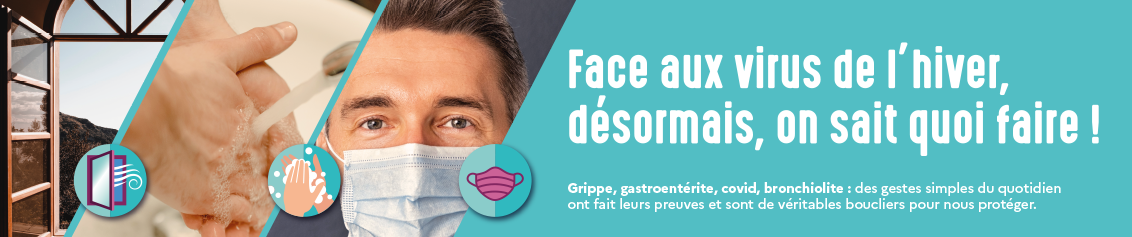 Face aux virus de l'hiver,
désormais, on sait quoi faire !
Grippe, gastroentérite, covid, bronchiolite : des gestes simples du quotidien
ont fait leurs preuves et sont de véritables boucliers pour nous protéger.